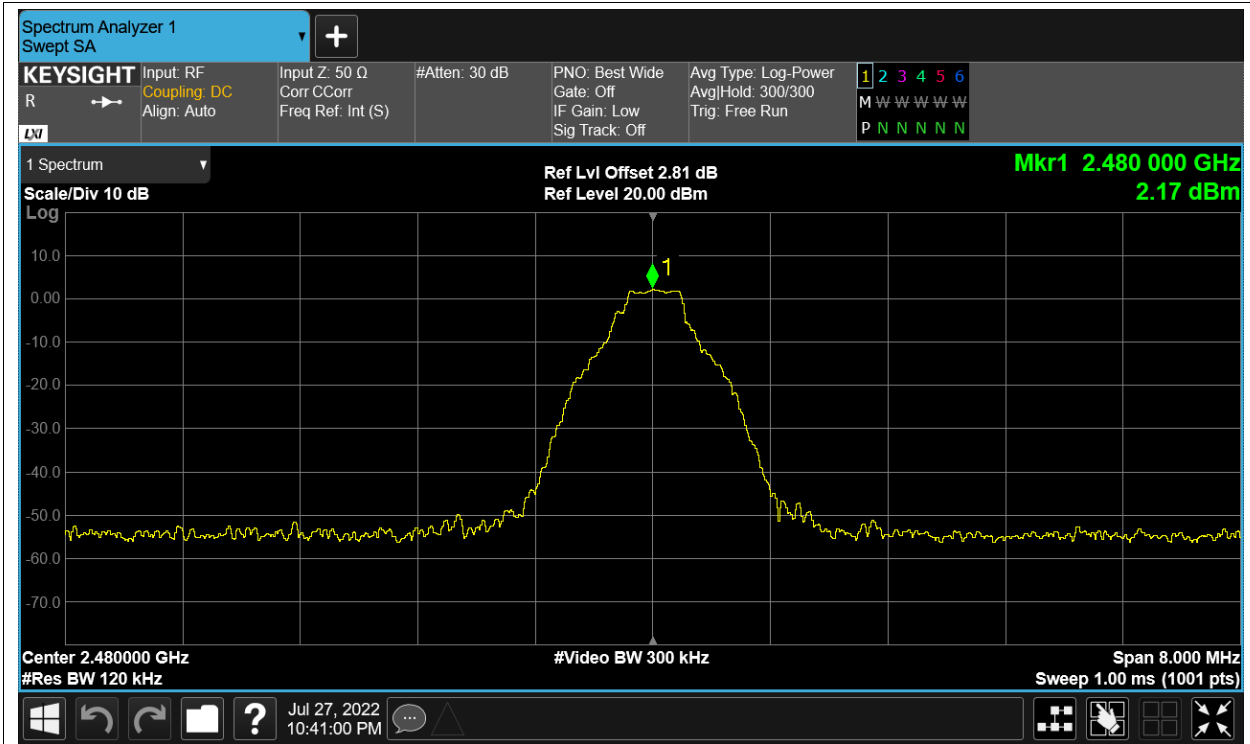 Spectrum Analyzer 1
Swept SA
KEYSIGHT
R
LXI
Input: RF
Coupling: DC
Align: Auto
Input Z: 50 Ω
Corr CCorr
Freq Ref: Int (S)
#Atten: 30 dB
PNO: Best Wide
Gate: Off
IF Gain: Low
Sig Track: Off
Avg Type: Log-Power
Avg|Hold: 300/300
Trig: Free Run
1 2 3 4 5 6
M W W W W W
P N N N N N
1 Spectrum
Scale/Div 10 dB
Log
Ref Lvl Offset 2.81 dB
Ref Level 20.00 dBm
Mkr1 2.480 000 GHz
2.17 dBm
1
10.0
0.00
-10.0
-20.0
-30.0
-40.0
-50.0
-60.0
-70.0
Center 2.480000 GHz
#Res BW 120 kHz
#Video BW 300 kHz
Span 8.000 MHz
Sweep 1.00 ms (1001 pts)
?
Jul 27, 2022
10:41:00 PM